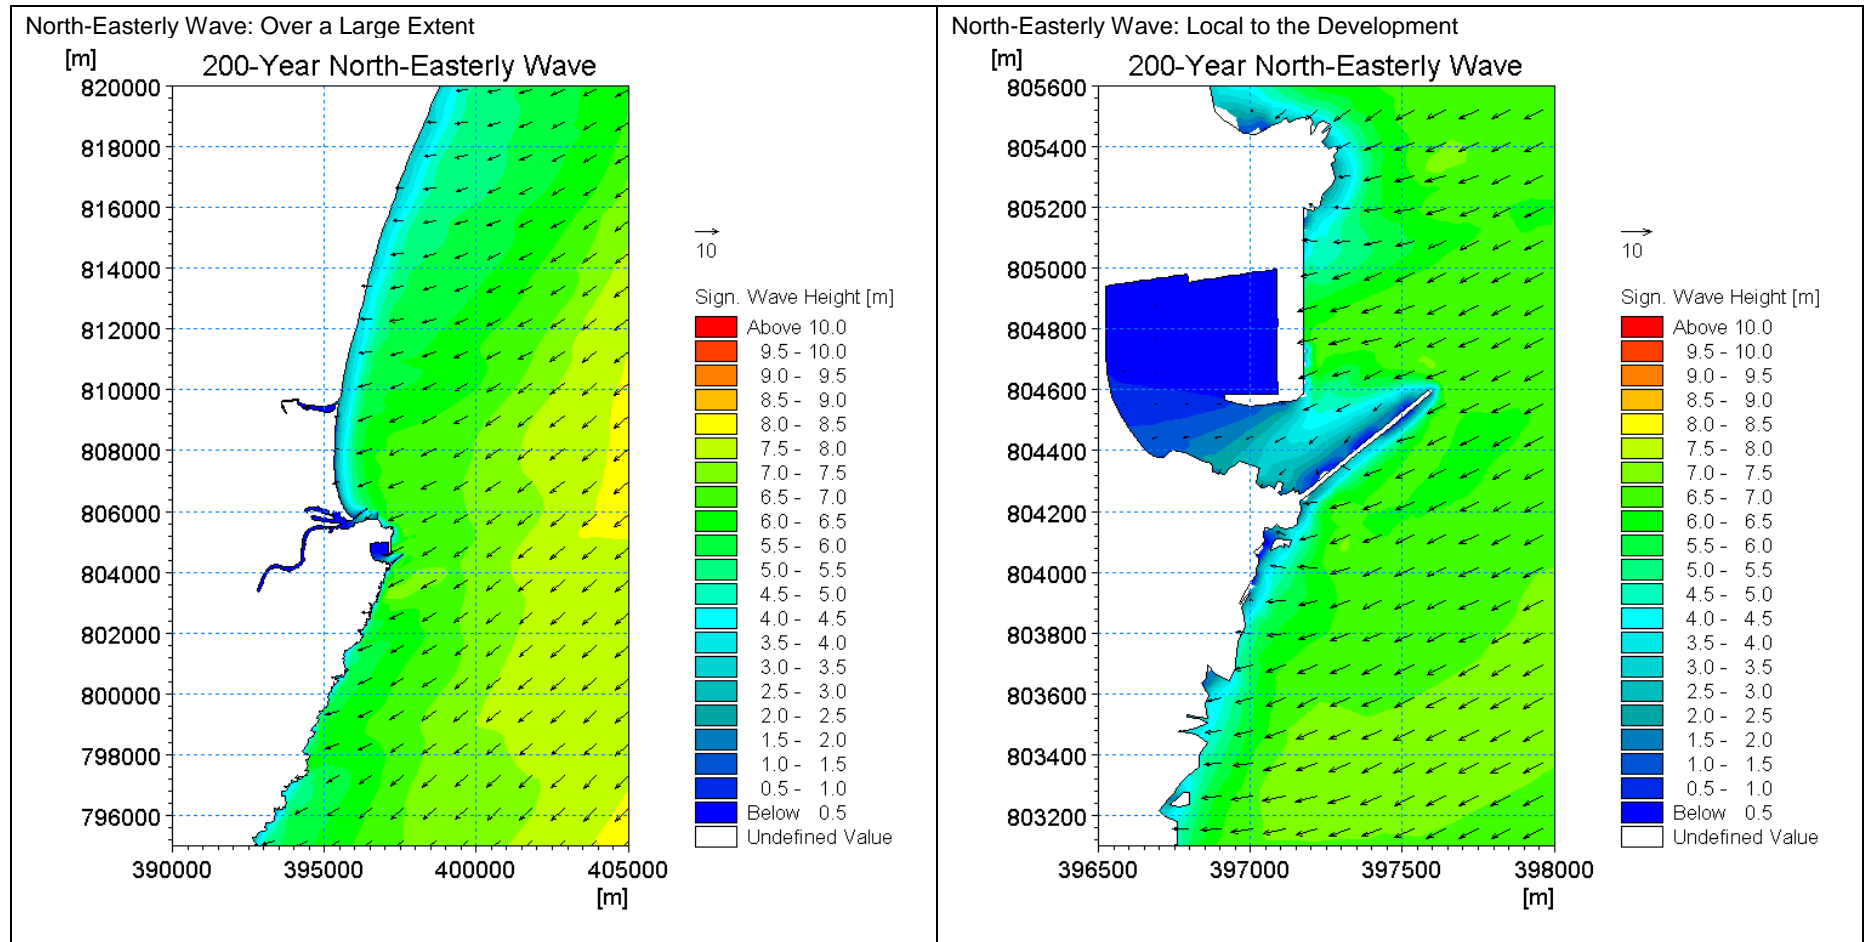 North-Easterly Wave: Over a Large Extent
[m]
200-Year North-Easterly Wave
820000
818000
816000
814000
812000
810000
808000
806000
804000
802000
800000
798000
796000
390000 395000 400000 405000
[m]
10
Sign. Wave Height [m]
Above 10.0
9.5 - 10.0
9.0 - 9.5
8.5 - 9.0
8.0 - 8.5
7.5 - 8.0
7.0 - 7.5
6.5 - 7.0
6.0 - 6.5
5.5 - 6.0
5.0 - 5.5
4.5 - 5.0
4.0 - 4.5
3.5 - 4.0
3.0 - 3.5
2.5 - 3.0
2.0 - 2.5
1.5 - 2.0
1.0 - 1.5
0.5 - 1.0
Below 0.5
Undefined Value
North-Easterly Wave: Local to the Development
[m]
200-Year North-Easterly Wave
805600
805400
805200
805000
804800
804600
804400
804200
804000
803800
803600
803400
803200
396500 397000 397500 398000
[m]
10
Sign. Wave Height [m]
Above 10.0
9.5 - 10.0
9.0 - 9.5
8.5 - 9.0
8.0 - 8.5
7.5 - 8.0
7.0 - 7.5
6.5 - 7.0
6.0 - 6.5
5.5 - 6.0
5.0 - 5.5
4.5 - 5.0
4.0 - 4.5
3.5 - 4.0
3.0 - 3.5
2.5 - 3.0
2.0 - 2.5
1.5 - 2.0
1.0 - 1.5
0.5 - 1.0
Below 0.5
Undefined Value